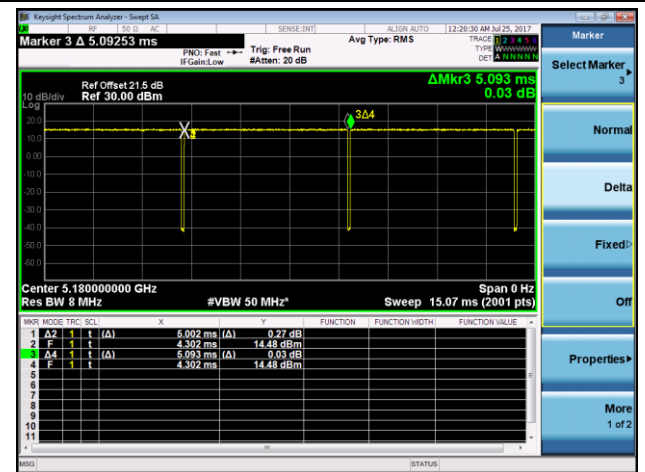 Keysight Spectrum Analyzer - Swept SA
RF 50 Ω AC SENSE:INT ALIGN AUTO 12:20:30 AM Jul 25, 2017
Marker 3 Δ 5.09253 ms
PNO: Fast
IFGain:Low
Trig: Free Run
#Atten: 20 dB
Avg Type: RMS
TRACE 1 2 3 4 5 6
TYPE WWWWWW
DET A N N N N N
Ref Offset 21.5 dB
10 dB/div Ref 30.00 dBm
Log
ΔMkr3 5.093 ms
0.03 dB
20.0
10.0
0.00
-10.0
-20.0
-30.0
-40.0
-50.0
-60.0
3Δ4
Center 5.180000000 GHz Span 0 Hz
Res BW 8 MHz #VBW 50 MHz* Sweep 15.07 ms (2001 pts)
MKR MODE TRC SCL X Y FUNCTION FUNCTION WIDTH FUNCTION VALUE
1 Δ2 1 t (Δ) 5.002 ms (Δ) 0.27 dB
2 F 1 t 4.302 ms 14.48 dBm
3 Δ4 1 t (Δ) 5.093 ms (Δ) 0.03 dB
4 F 1 t 4.302 ms 14.48 dBm
5
6
7
8
9
10
11
MSG STATUS
Marker
Select Marker
3
Normal
Delta
Fixed
Off
Properties
More
1 of 2